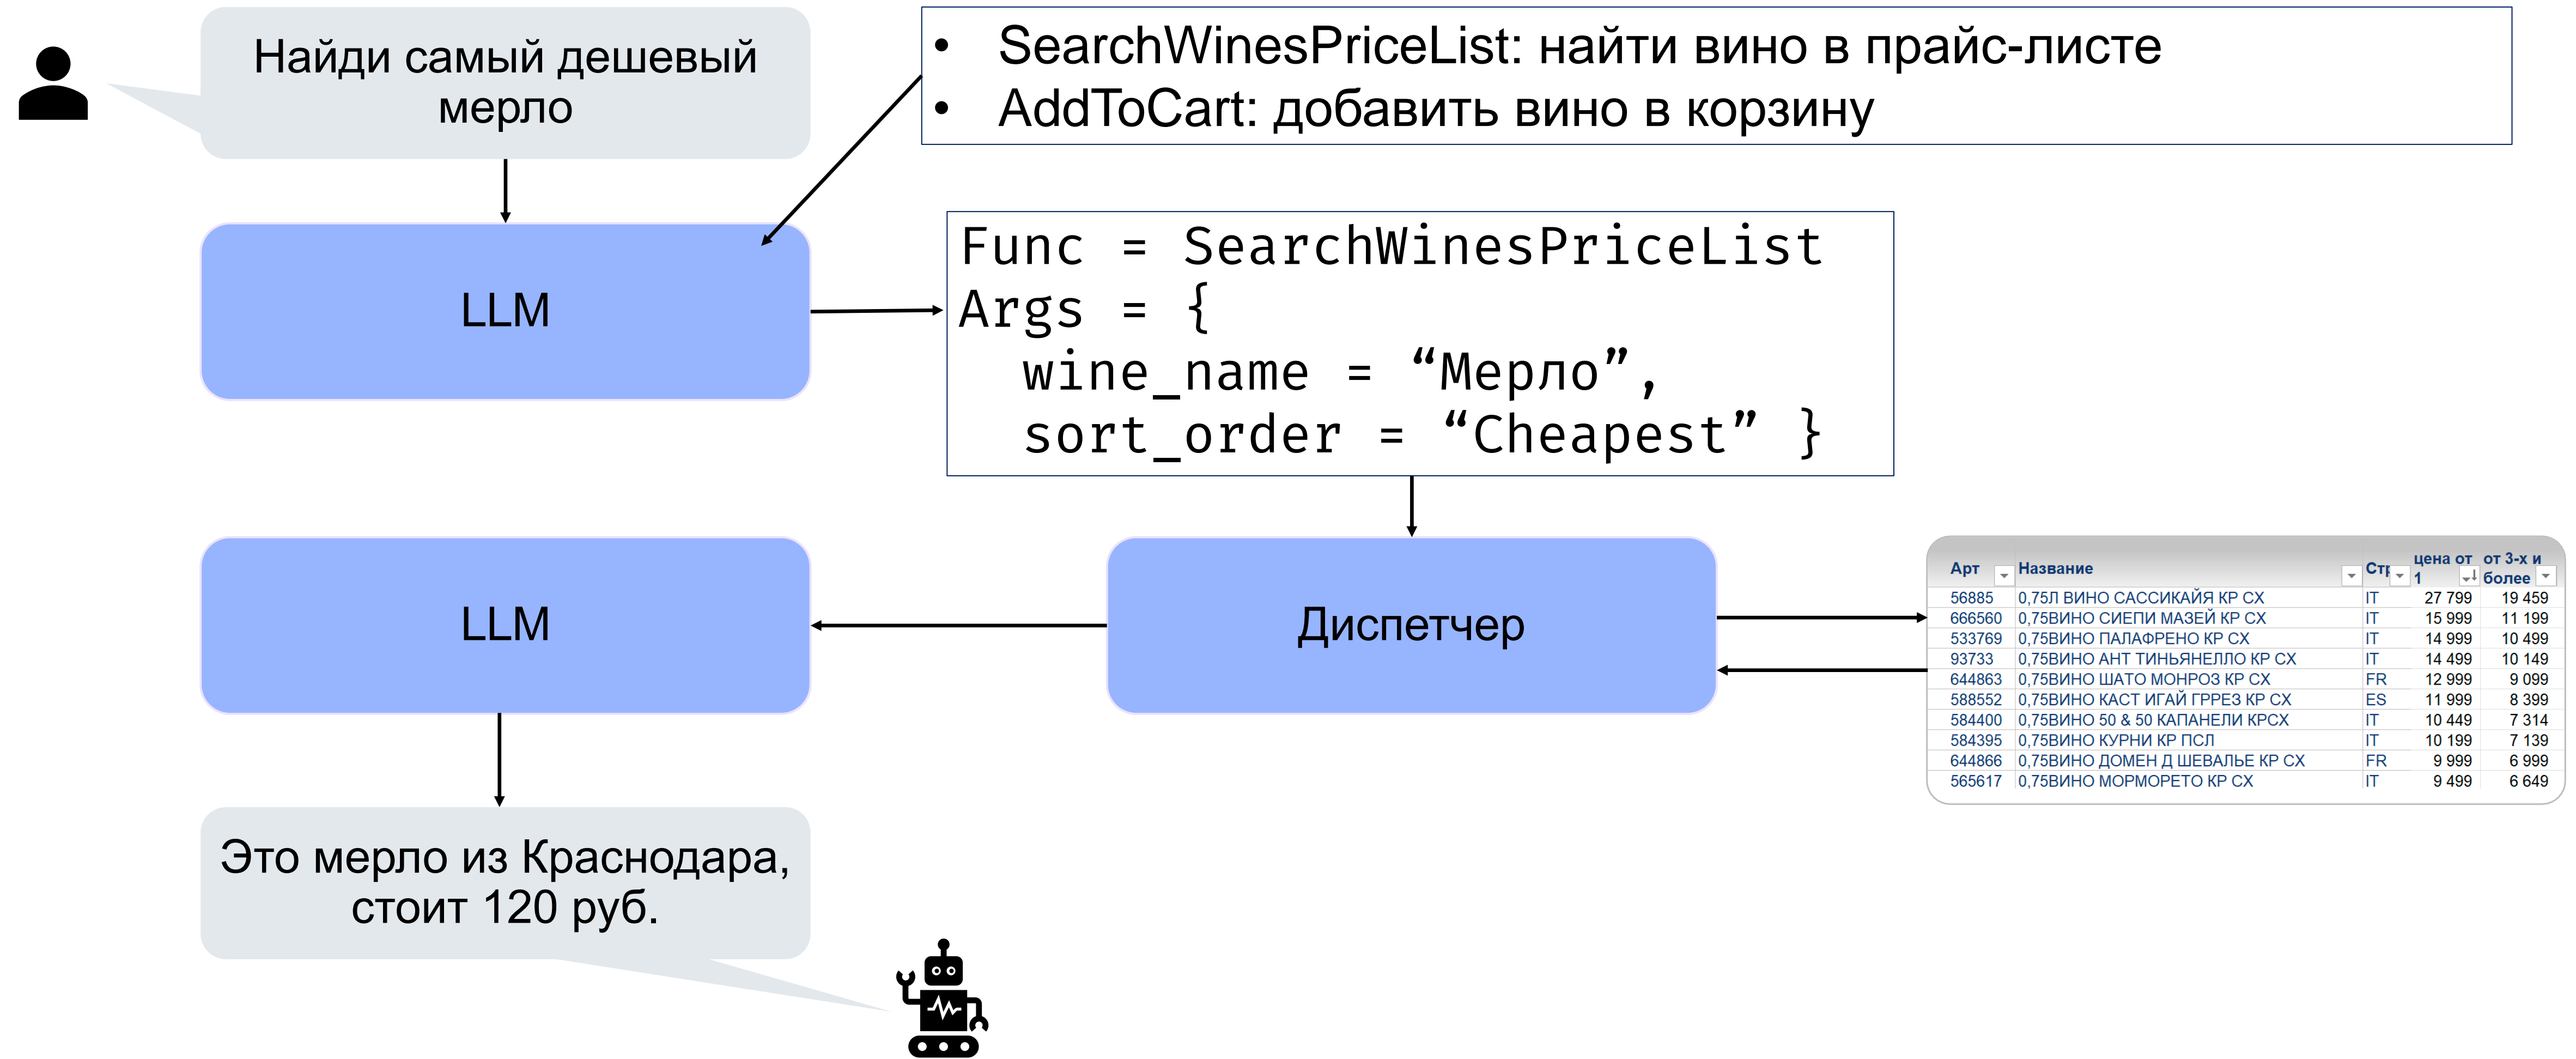 Найди самый дешевый
мерло
• SearchWinesPriceList: найти вино в прайс-листе
• AddToCart: добавить вино в корзину
LLM
Func = SearchWinesPriceList
Args = {
wine_name = “Мерло”,
sort_order = “Cheapest” }
LLM
Диспетчер
Арт Название Стр цена от 1 от 3-х и более
56885 0,75Л ВИНО САССИКАЙЯ КР СХ IT 27 799 19 459
666560 0,75ВИНО СИЕПИ МАЗЕЙ КР СХ IT 15 999 11 199
533769 0,75ВИНО ПАЛАФРЕНО КР СХ IT 14 999 10 499
93733 0,75ВИНО АНТ ТИНЬЯНЕЛЛО КР СХ IT 14 499 10 149
644863 0,75ВИНО ШАТО МОНРОЗ КР СХ FR 12 999 9 099
588552 0,75ВИНО КАСТ ИГАЙ ГРРЕЗ КР СХ ES 11 999 8 399
584400 0,75ВИНО 50 & 50 КАПАНЕЛИ КРСХ IT 10 449 7 314
584395 0,75ВИНО КУРНИ КР ПСЛ IT 10 199 7 139
644866 0,75ВИНО ДОМЕН Д ШЕВАЛЬЕ КР СХ FR 9 999 6 999
565617 0,75ВИНО МОРМОРЕТО КР СХ IT 9 499 6 649
Это мерло из Краснодара,
стоит 120 руб.